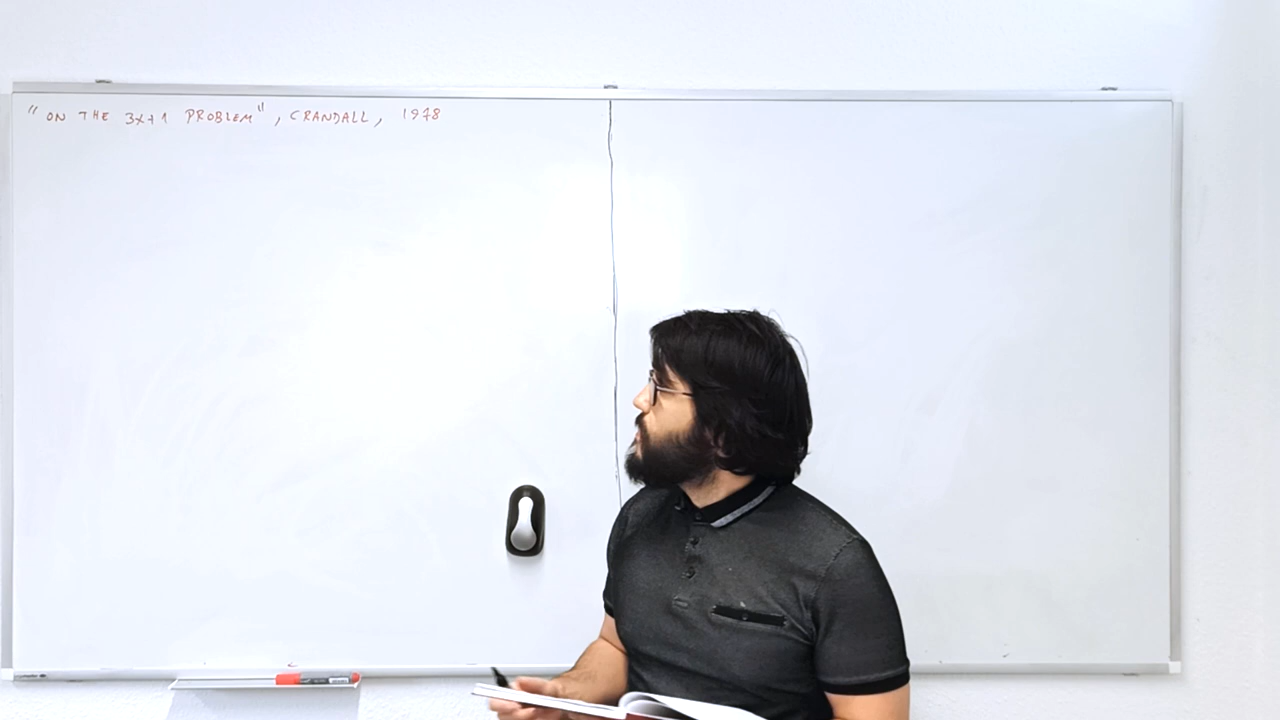 "ON THE 3x+1 PROBLEM", CRANDALL, 1978